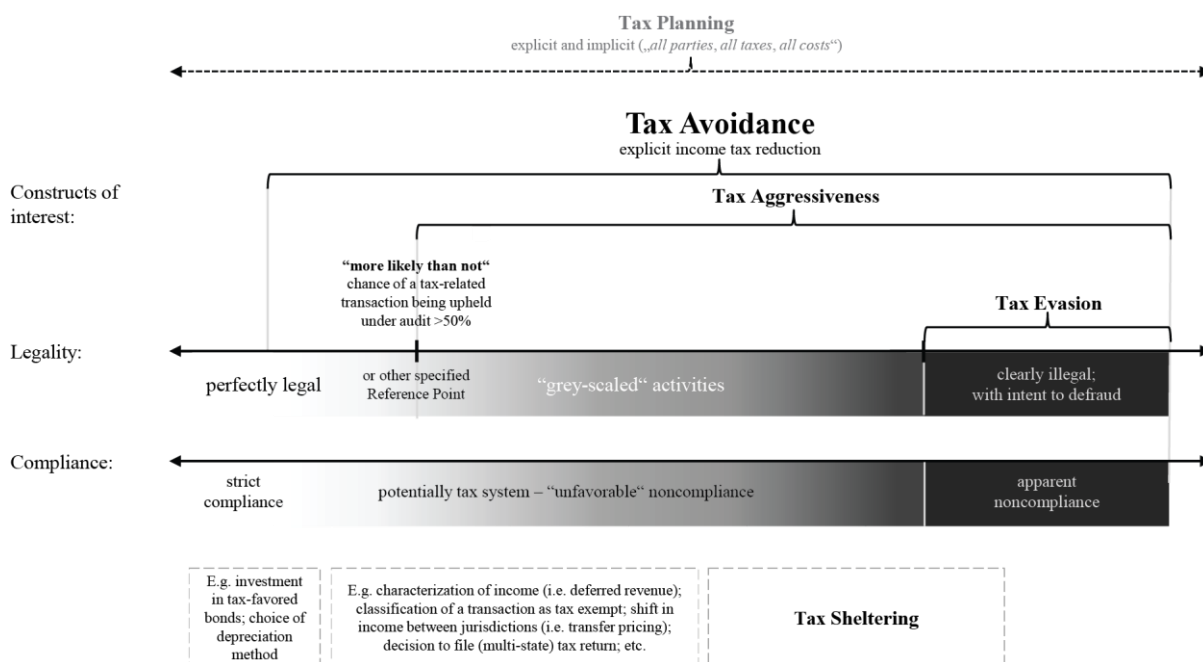 Tax Planning
explicit and implicit („all parties, all taxes, all costs“)
Tax Avoidance
explicit income tax reduction
Constructs of
interest:
Tax Aggressiveness
“more likely than not“
chance of a tax-related
transaction being upheld
under audit >50%
Tax Evasion
Legality:
perfectly legal
or other specified
Reference Point
“grey-scaled“ activities
clearly illegal;
with intent to defraud
Compliance:
strict
compliance
potentially tax system – “unfavorable“ noncompliance
apparent
noncompliance
E.g. investment
in tax-favored
bonds; choice of
depreciation
method
E.g. characterization of income (i.e. deferred revenue);
classification of a transaction as tax exempt; shift in
income between jurisdictions (i.e. transfer pricing);
decision to file (multi-state) tax return; etc.
Tax Sheltering